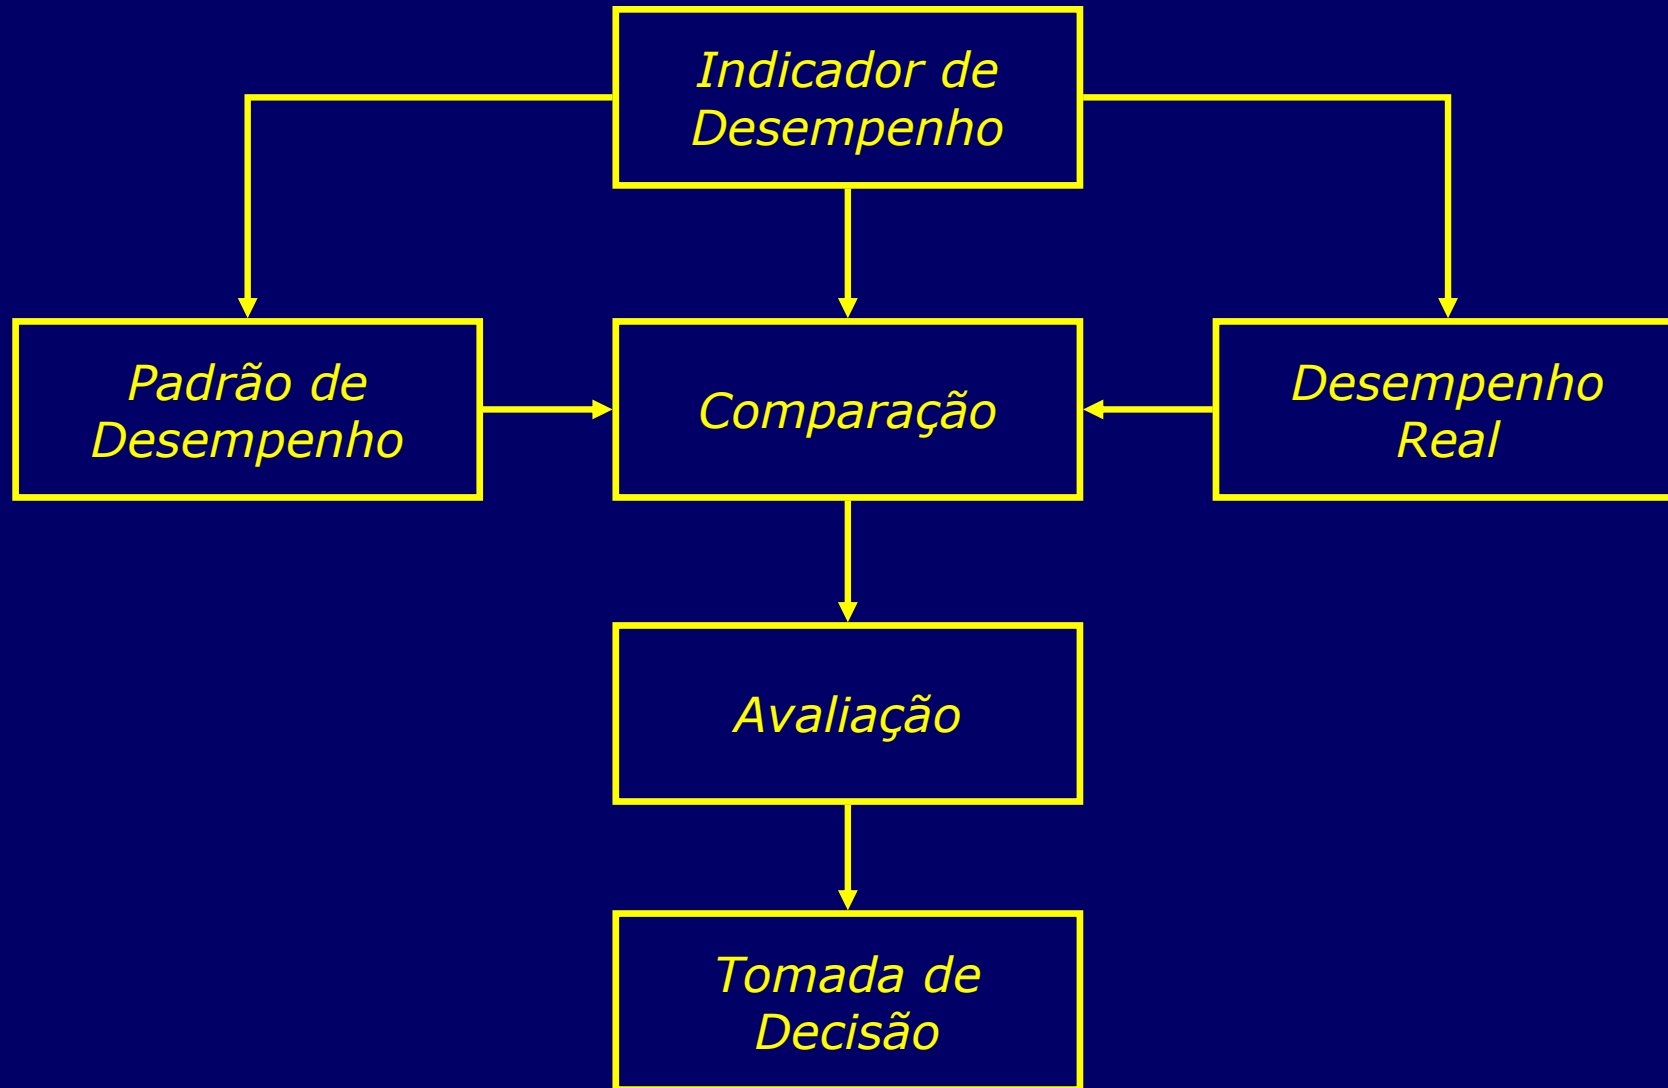 Indicador de
Desempenho
Padrão de
Desempenho
Comparação
Desempenho
Real
Avaliação
Tomada de
Decisão